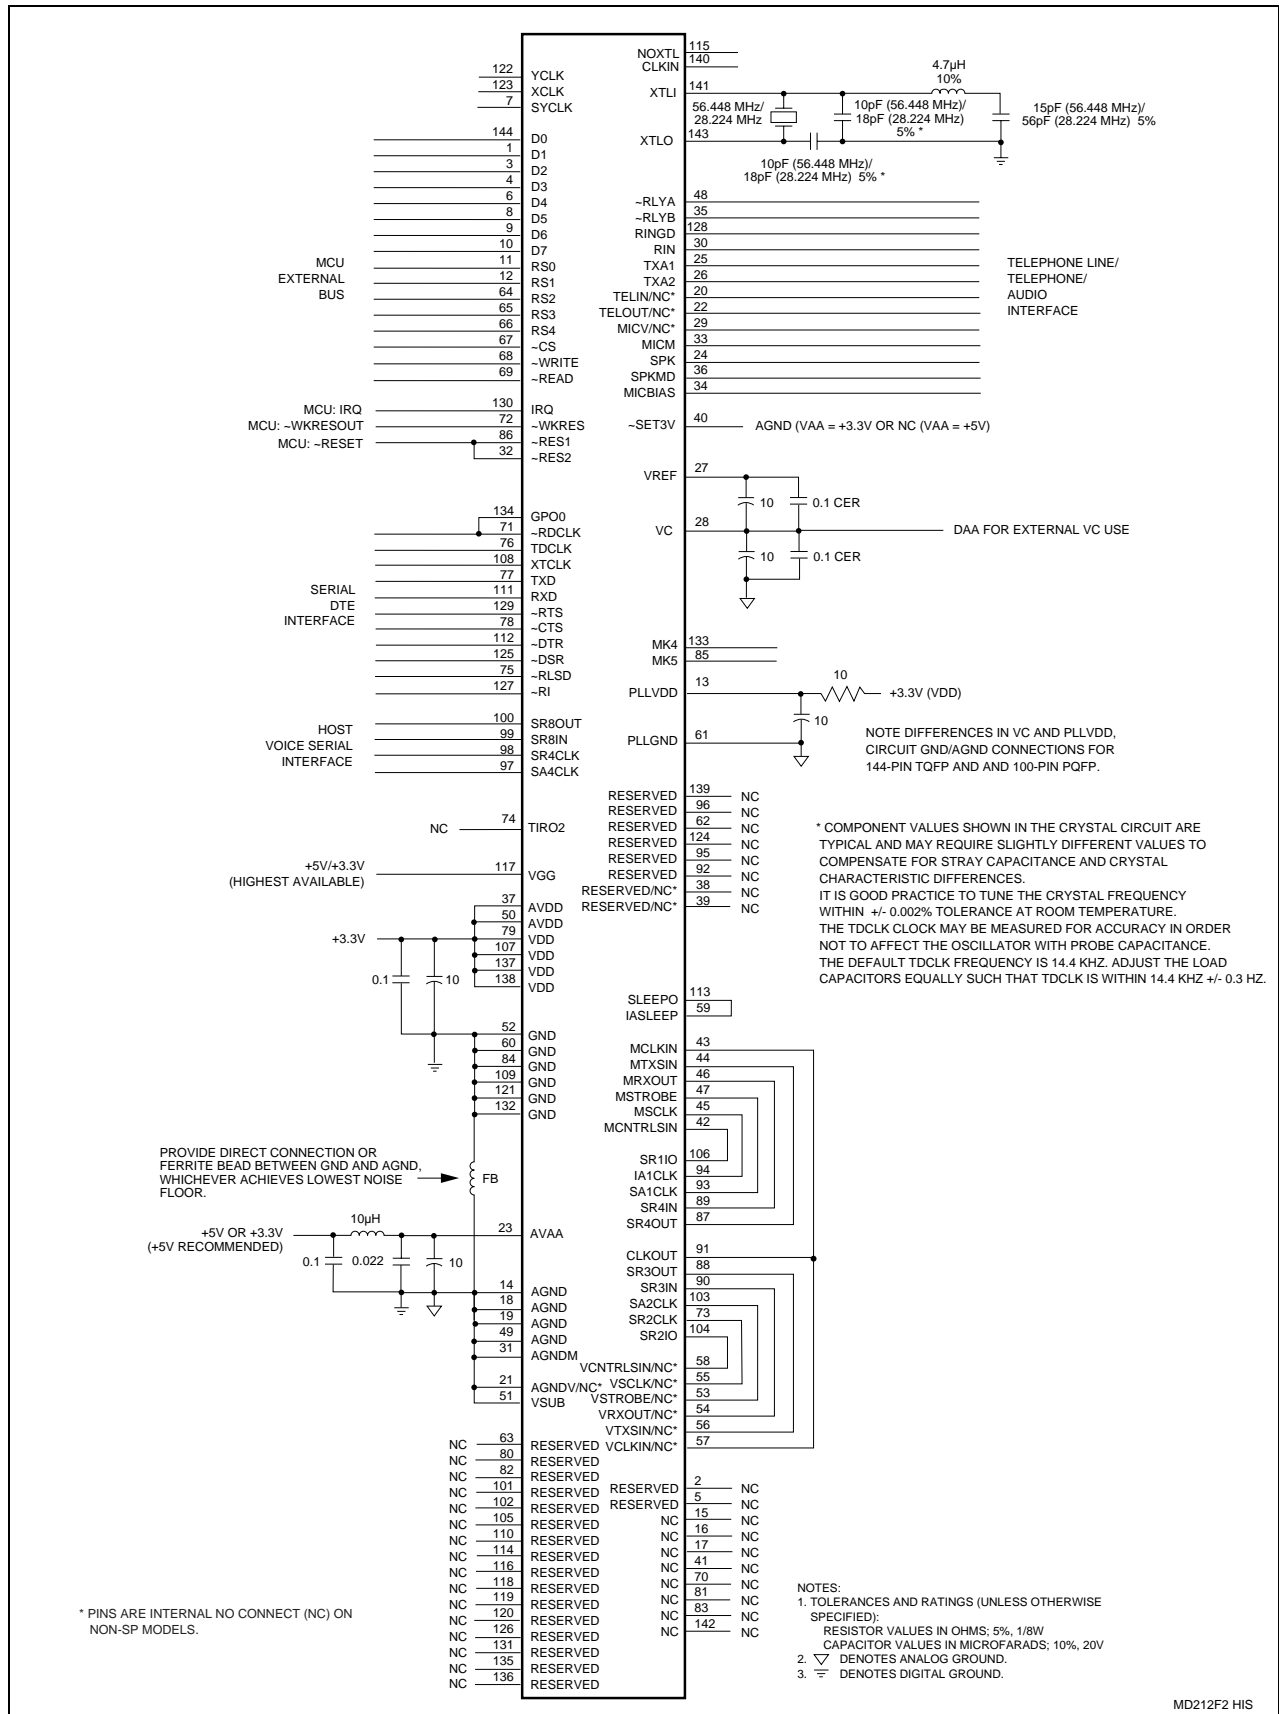 122 YCLK
123 XCLK
7 SYCLK
144 D0
1 D1
3 D2
4 D3
6 D4
8 D5
9 D6
10 D7
11 RS0
12 RS1
64 RS2
65 RS3
66 RS4
67 ~CS
68 ~WRITE
69 ~READ
MCU
EXTERNAL
BUS
MCU: IRQ 130 IRQ
MCU: ~WKRESOUT 72 ~WKRES
MCU: ~RESET 86 ~RES1
32 ~RES2
134 GPO0
71 ~RDCLK
76 TDCLK
108 XTCLK
77 TXD
111 RXD
129 ~RTS
78 ~CTS
112 ~DTR
125 ~DSR
75 ~RLSD
127 ~RI
SERIAL
DTE
INTERFACE
100 SR8OUT
99 SR8IN
98 SR4CLK
97 SA4CLK
HOST
VOICE SERIAL
INTERFACE
NC 74 TIRO2
+5V/+3.3V
(HIGHEST AVAILABLE)
117 VGG
37 AVDD
50 AVDD
79 VDD
107 VDD
137 VDD
138 VDD
+3.3V
0.1
10
52 GND
60 GND
84 GND
109 GND
121 GND
132 GND
PROVIDE DIRECT CONNECTION OR
FERRITE BEAD BETWEEN GND AND AGND,
WHICHEVER ACHIEVES LOWEST NOISE
FLOOR.
FB
+5V OR +3.3V
(+5V RECOMMENDED)
10µH
23 AVAA
0.1
0.022
10
14 AGND
18 AGND
19 AGND
49 AGND
31 AGNDM
21 AGNDV/NC*
51 VSUB
NC 63 RESERVED
NC 80 RESERVED
NC 82 RESERVED
NC 101 RESERVED
NC 102 RESERVED
NC 105 RESERVED
NC 110 RESERVED
NC 114 RESERVED
NC 116 RESERVED
NC 118 RESERVED
NC 119 RESERVED
NC 120 RESERVED
NC 126 RESERVED
NC 131 RESERVED
NC 135 RESERVED
NC 136 RESERVED
* PINS ARE INTERNAL NO CONNECT (NC) ON
NON-SP MODELS.
NOXTL 115
CLKIN 140
XTLI 141
XTLO 143
56.448 MHz/
28.224 MHz
10pF (56.448 MHz)/
18pF (28.224 MHz)
5% *
4.7µH
10%
15pF (56.448 MHz)/
56pF (28.224 MHz) 5%
10pF (56.448 MHz)/
18pF (28.224 MHz) 5% *
~RLYA 48
~RLYB 35
RINGD 128
RIN 30
TXA1 25
TXA2 26
TELIN/NC* 20
TELOUT/NC* 22
MICV/NC* 29
MICM 33
SPK 24
SPKMD 36
MICBIAS 34
TELEPHONE LINE/
TELEPHONE/
AUDIO
INTERFACE
~SET3V 40 AGND (VAA = +3.3V OR NC (VAA = +5V)
VREF 27
10
0.1 CER
VC 28 DAA FOR EXTERNAL VC USE
10
0.1 CER
MK4 133
MK5 85
PLLVDD 13
10
+3.3V (VDD)
10
PLLGND 61
NOTE DIFFERENCES IN VC AND PLLVDD,
CIRCUIT GND/AGND CONNECTIONS FOR
144-PIN TQFP AND AND 100-PIN PQFP.
RESERVED 139 NC
RESERVED 96 NC
RESERVED 62 NC
RESERVED 124 NC
RESERVED 95 NC
RESERVED 92 NC
RESERVED/NC* 38 NC
RESERVED/NC* 39 NC
* COMPONENT VALUES SHOWN IN THE CRYSTAL CIRCUIT ARE
TYPICAL AND MAY REQUIRE SLIGHTLY DIFFERENT VALUES TO
COMPENSATE FOR STRAY CAPACITANCE AND CRYSTAL
CHARACTERISTIC DIFFERENCES.
IT IS GOOD PRACTICE TO TUNE THE CRYSTAL FREQUENCY
WITHIN +/- 0.002% TOLERANCE AT ROOM TEMPERATURE.
THE TDCLK CLOCK MAY BE MEASURED FOR ACCURACY IN ORDER
NOT TO AFFECT THE OSCILLATOR WITH PROBE CAPACITANCE.
THE DEFAULT TDCLK FREQUENCY IS 14.4 KHZ. ADJUST THE LOAD
CAPACITORS EQUALLY SUCH THAT TDCLK IS WITHIN 14.4 KHZ +/- 0.3 HZ.
SLEEPO 113
IASLEEP 59
MCLKIN 43
MTXSIN 44
MRXOUT 46
MSTROBE 47
MSCLK 45
MCNTRLSIN 42
SR1IO 106
IA1CLK 94
SA1CLK 93
SR4IN 89
SR4OUT 87
CLKOUT 91
SR3OUT 88
SR3IN 90
SA2CLK 103
SR2CLK 73
SR2IO 104
VCNTRLSIN/NC* 58
VSCLK/NC* 55
VSTROBE/NC* 53
VRXOUT/NC* 54
VTXSIN/NC* 56
VCLKIN/NC* 57
RESERVED 2 NC
RESERVED 5 NC
NC 15 NC
NC 16 NC
NC 17 NC
NC 41 NC
NC 70 NC
NC 81 NC
NC 83 NC
NC 142 NC
NOTES:
1. TOLERANCES AND RATINGS (UNLESS OTHERWISE
SPECIFIED):
RESISTOR VALUES IN OHMS; 5%, 1/8W
CAPACITOR VALUES IN MICROFARADS; 10%, 20V
2. DENOTES ANALOG GROUND.
3. DENOTES DIGITAL GROUND.
MD212F2 HIS